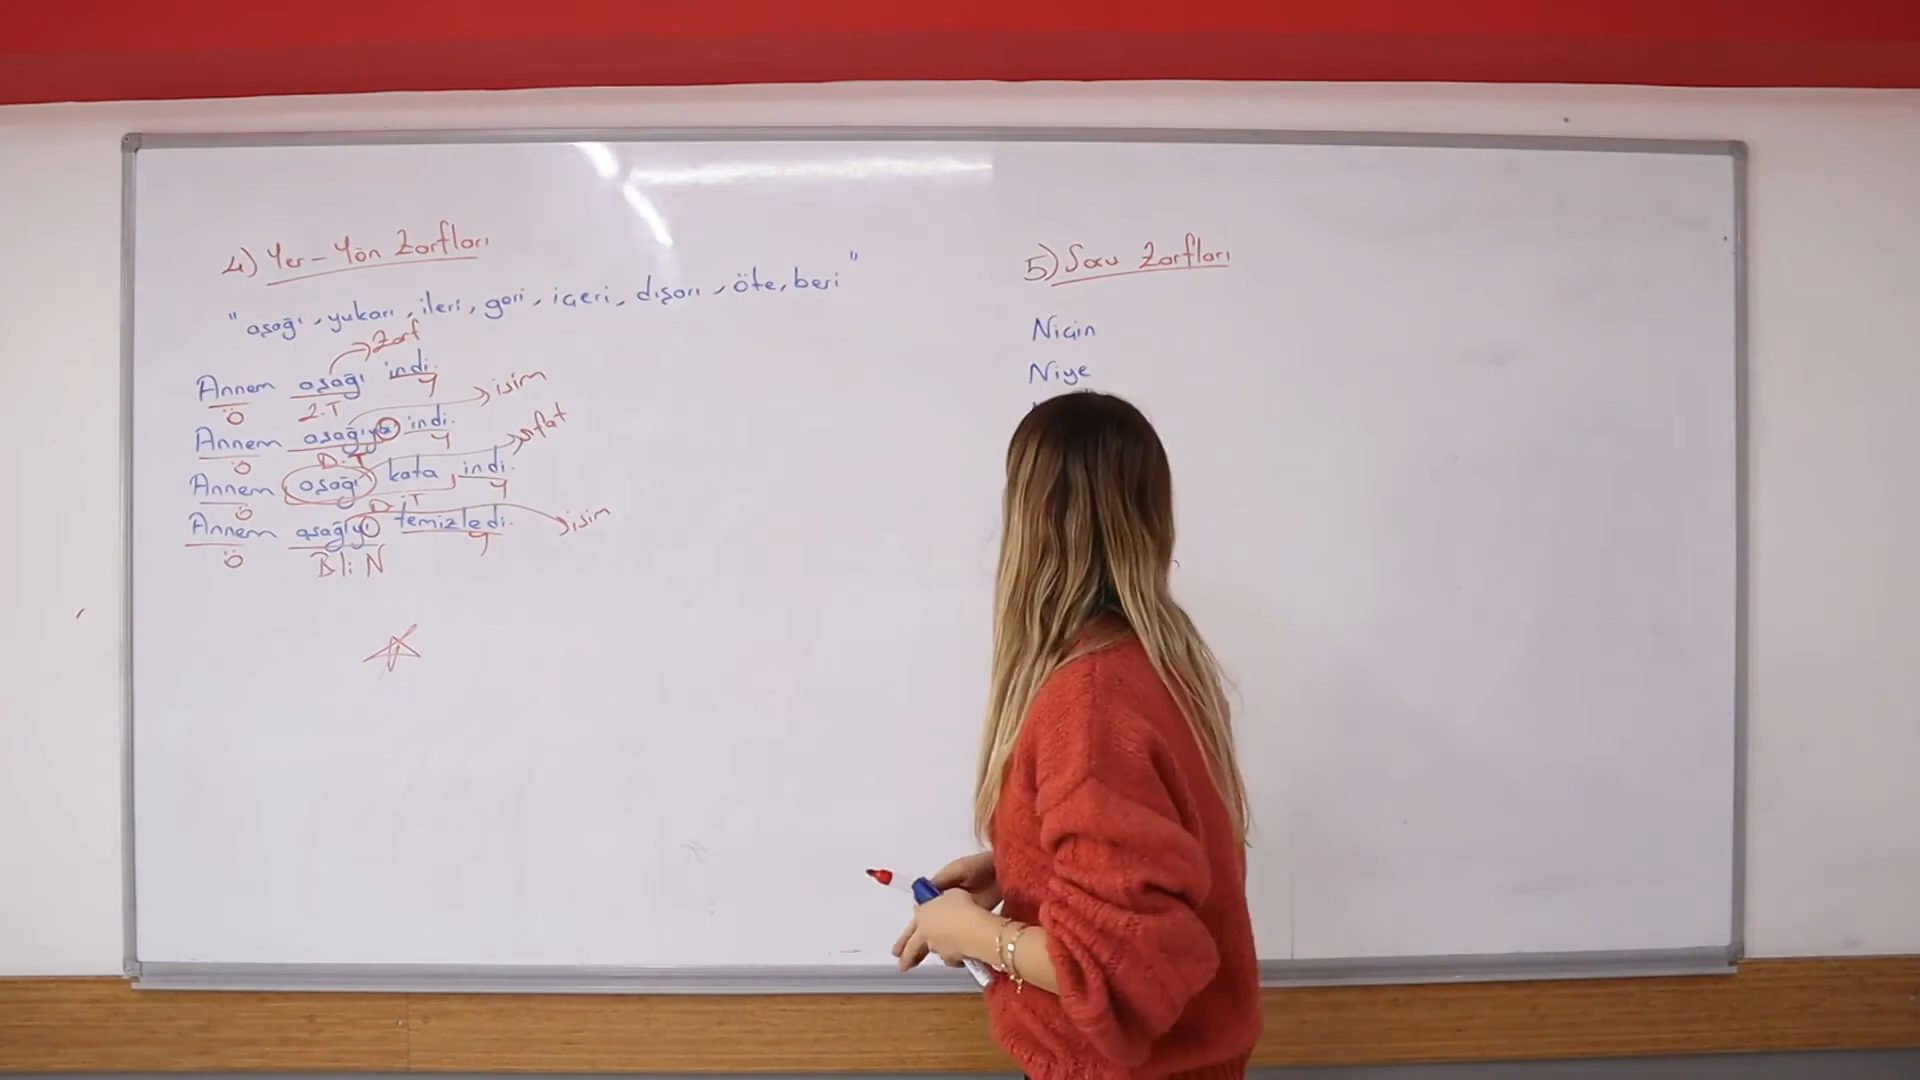 4) Yer-Yön Zarfları
"aşağı, yukarı, ileri, geri, içeri, dışarı, öte, beri"
Zarf
Annem aşağı indi.
Ö Z.T Y
isim
Annem aşağıya indi.
Ö D.T Y
sıfat
Annem aşağı kata indi.
Ö D.T Y
Annem aşağıyı temizledi.
isim
Ö Bli N Y
5) Soru Zarfları
Niçin
Niye